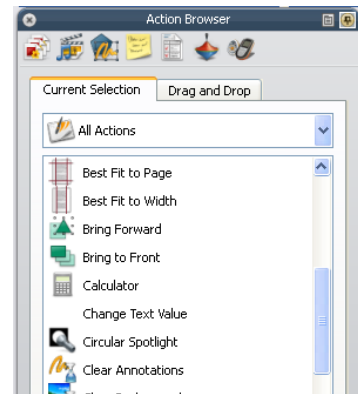 Action Browser
Current Selection
Drag and Drop
All Actions
Best Fit to Page
Best Fit to Width
Bring Forward
Bring to Front
Calculator
Change Text Value
Circular Spotlight
Clear Annotations